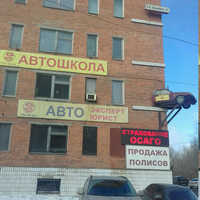 АВТОШКОЛА
АВТО ЭКСПЕРТ
ЮРИСТ
СТРАХОВАНИЕ
ОСАГО
ПРОДАЖА
ПОЛИСОВ